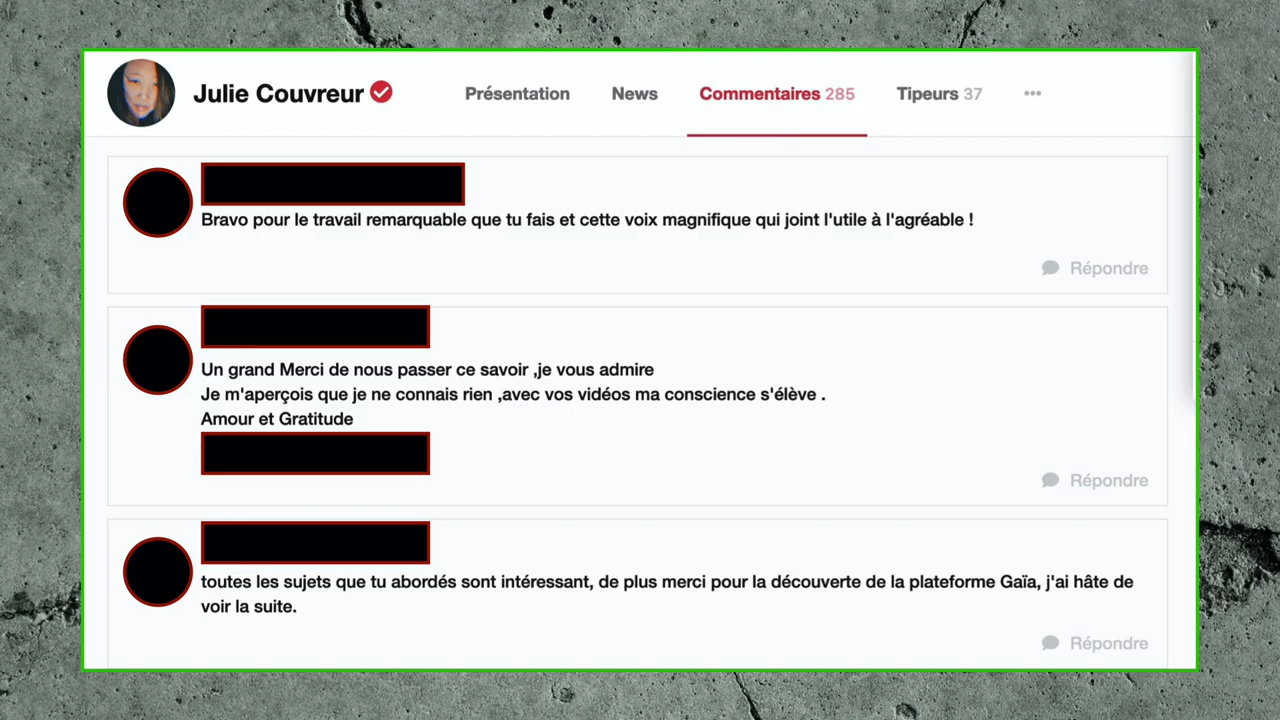 Julie Couvreur
Présentation
News
Commentaires 285
Tipeurs 37
Bravo pour le travail remarquable que tu fais et cette voix magnifique qui joint l'utile à l'agréable !
Répondre
Un grand Merci de nous passer ce savoir ,je vous admire
Je m'aperçois que je ne connais rien ,avec vos vidéos ma conscience s'élève .
Amour et Gratitude
Répondre
toutes les sujets que tu abordés sont intéressant, de plus merci pour la découverte de la plateforme Gaïa, j'ai hâte de
voir la suite.
Répondre